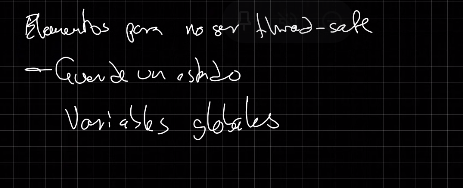 Elementos para no ser thread-safe
- Guarde un estado
Variables globales